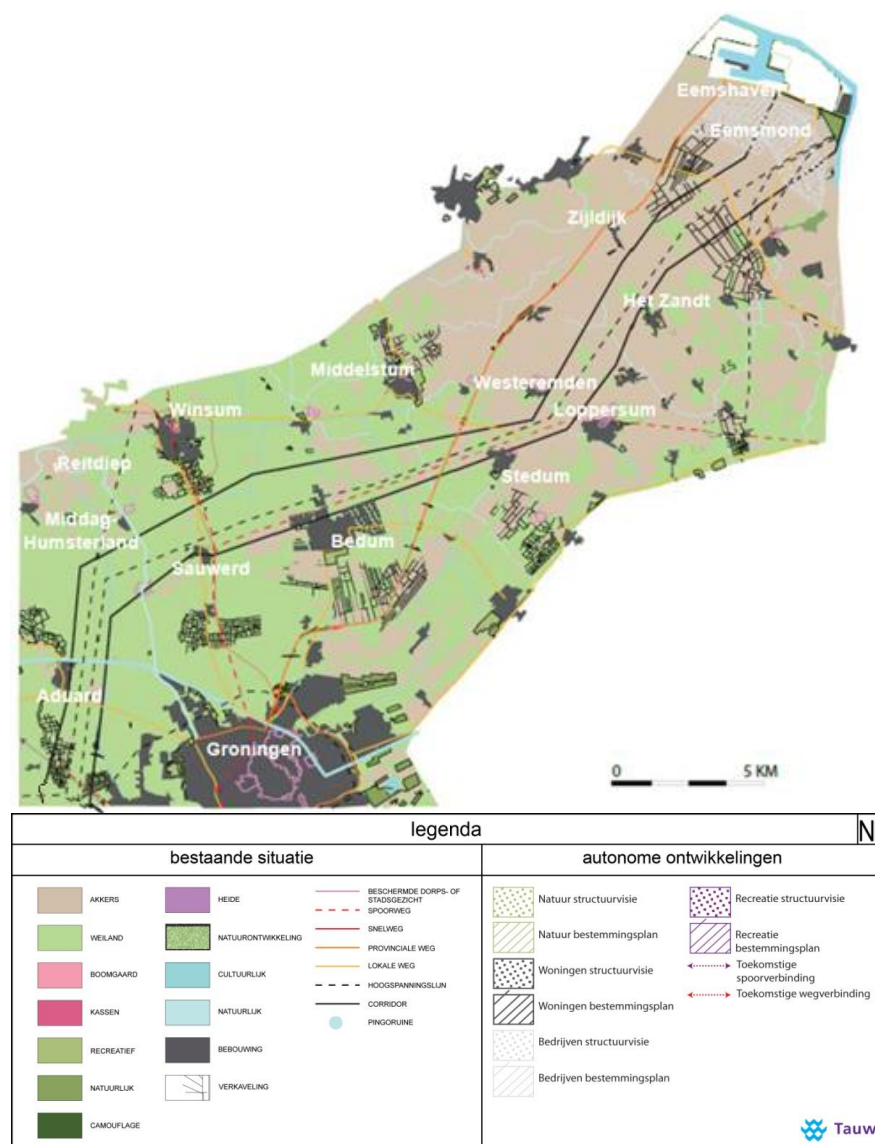 Eemshaven
Eemsmond
Zijldijk
Het Zandt
Middelstum
Westeremden
Winsum
Loppersum
Reitdiep
Stedum
Middag-
Humsterland
Bedum
Sauwerd
Aduard
Groningen
0 5 KM
legenda N
bestaande situatie
AKKERS
WEILAND
BOOMGAARD
KASSEN
RECREATIEF
NATUURLIJK
CAMOUFLAGE
HEIDE
NATUURONTWIKKELING
CULTUURLIJK
NATUURLIJK
BEBOUWING
VERKAVELING
BESCHERMDE DORPS- OF
STADSGEZICHT
SPOORWEG
SNELWEG
PROVINCIALE WEG
LOKALE WEG
HOOGSPANNINGSLIJN
CORRIDOR
PINGORUINE
autonome ontwikkelingen
Natuur structuurvisie
Natuur bestemmingsplan
Woningen structuurvisie
Woningen bestemmingsplan
Bedrijven structuurvisie
Bedrijven bestemmingsplan
Recreatie structuurvisie
Recreatie
bestemmingsplan
Toekomstige
spoorverbinding
Toekomstige wegverbinding
Tauw